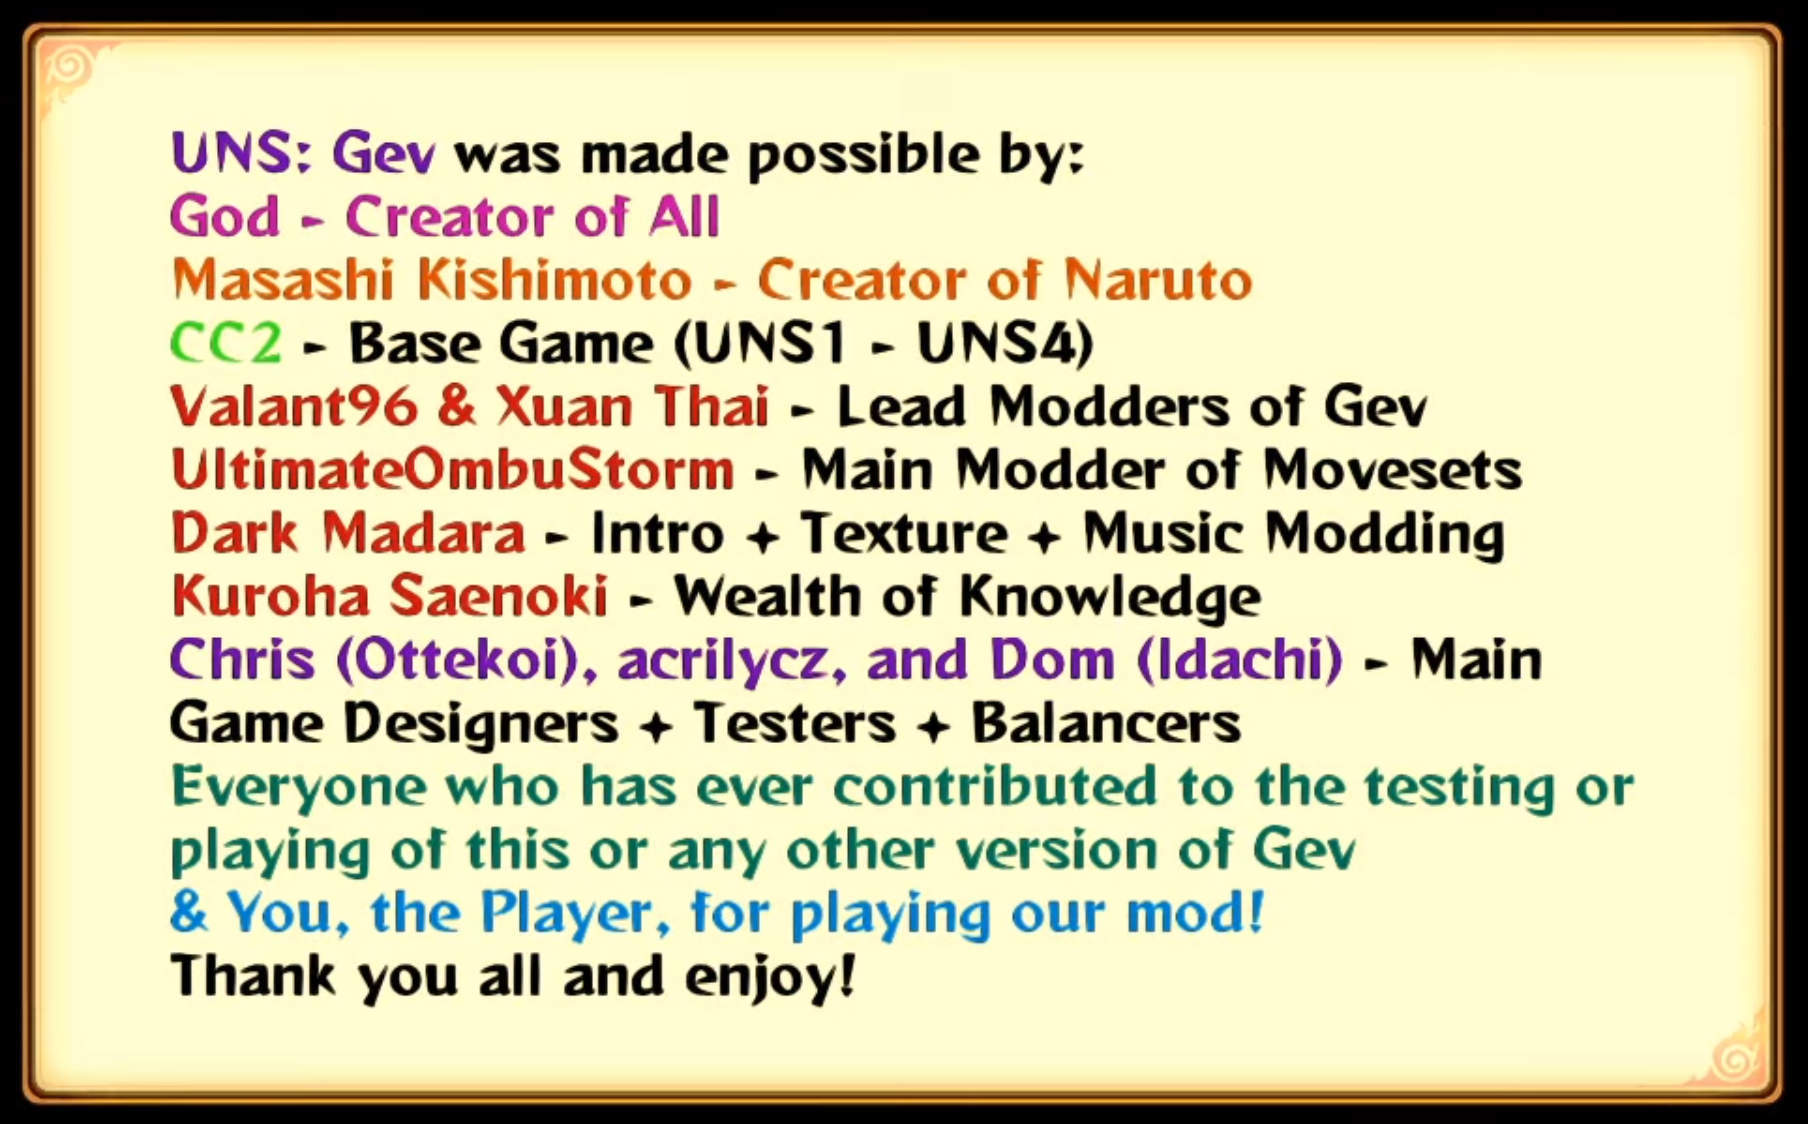 UNS: Gev was made possible by:
God - Creator of All
Masashi Kishimoto - Creator of Naruto
CC2 - Base Game (UNS1 - UNS4)
Valant96 & Xuan Thai - Lead Modders of Gev
UltimateOmbuStorm - Main Modder of Movesets
Dark Madara - Intro + Texture + Music Modding
Kuroha Saenoki - Wealth of Knowledge
Chris (Ottekoi), acrilycz, and Dom (Idachi) - Main
Game Designers + Testers + Balancers
Everyone who has ever contributed to the testing or
playing of this or any other version of Gev
& You, the Player, for playing our mod!
Thank you all and enjoy!